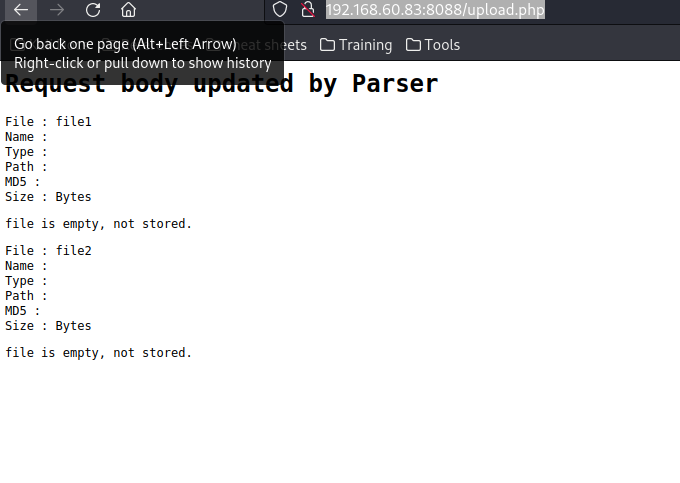 192.168.60.83:8088/upload.php
Go back one page (Alt+Left Arrow)
Right-click or pull down to show history
sheets
Training
Tools
Request body updated by Parser
File : file1
Name :
Type :
Path :
MD5 :
Size : Bytes
file is empty, not stored.
File : file2
Name :
Type :
Path :
MD5 :
Size : Bytes
file is empty, not stored.